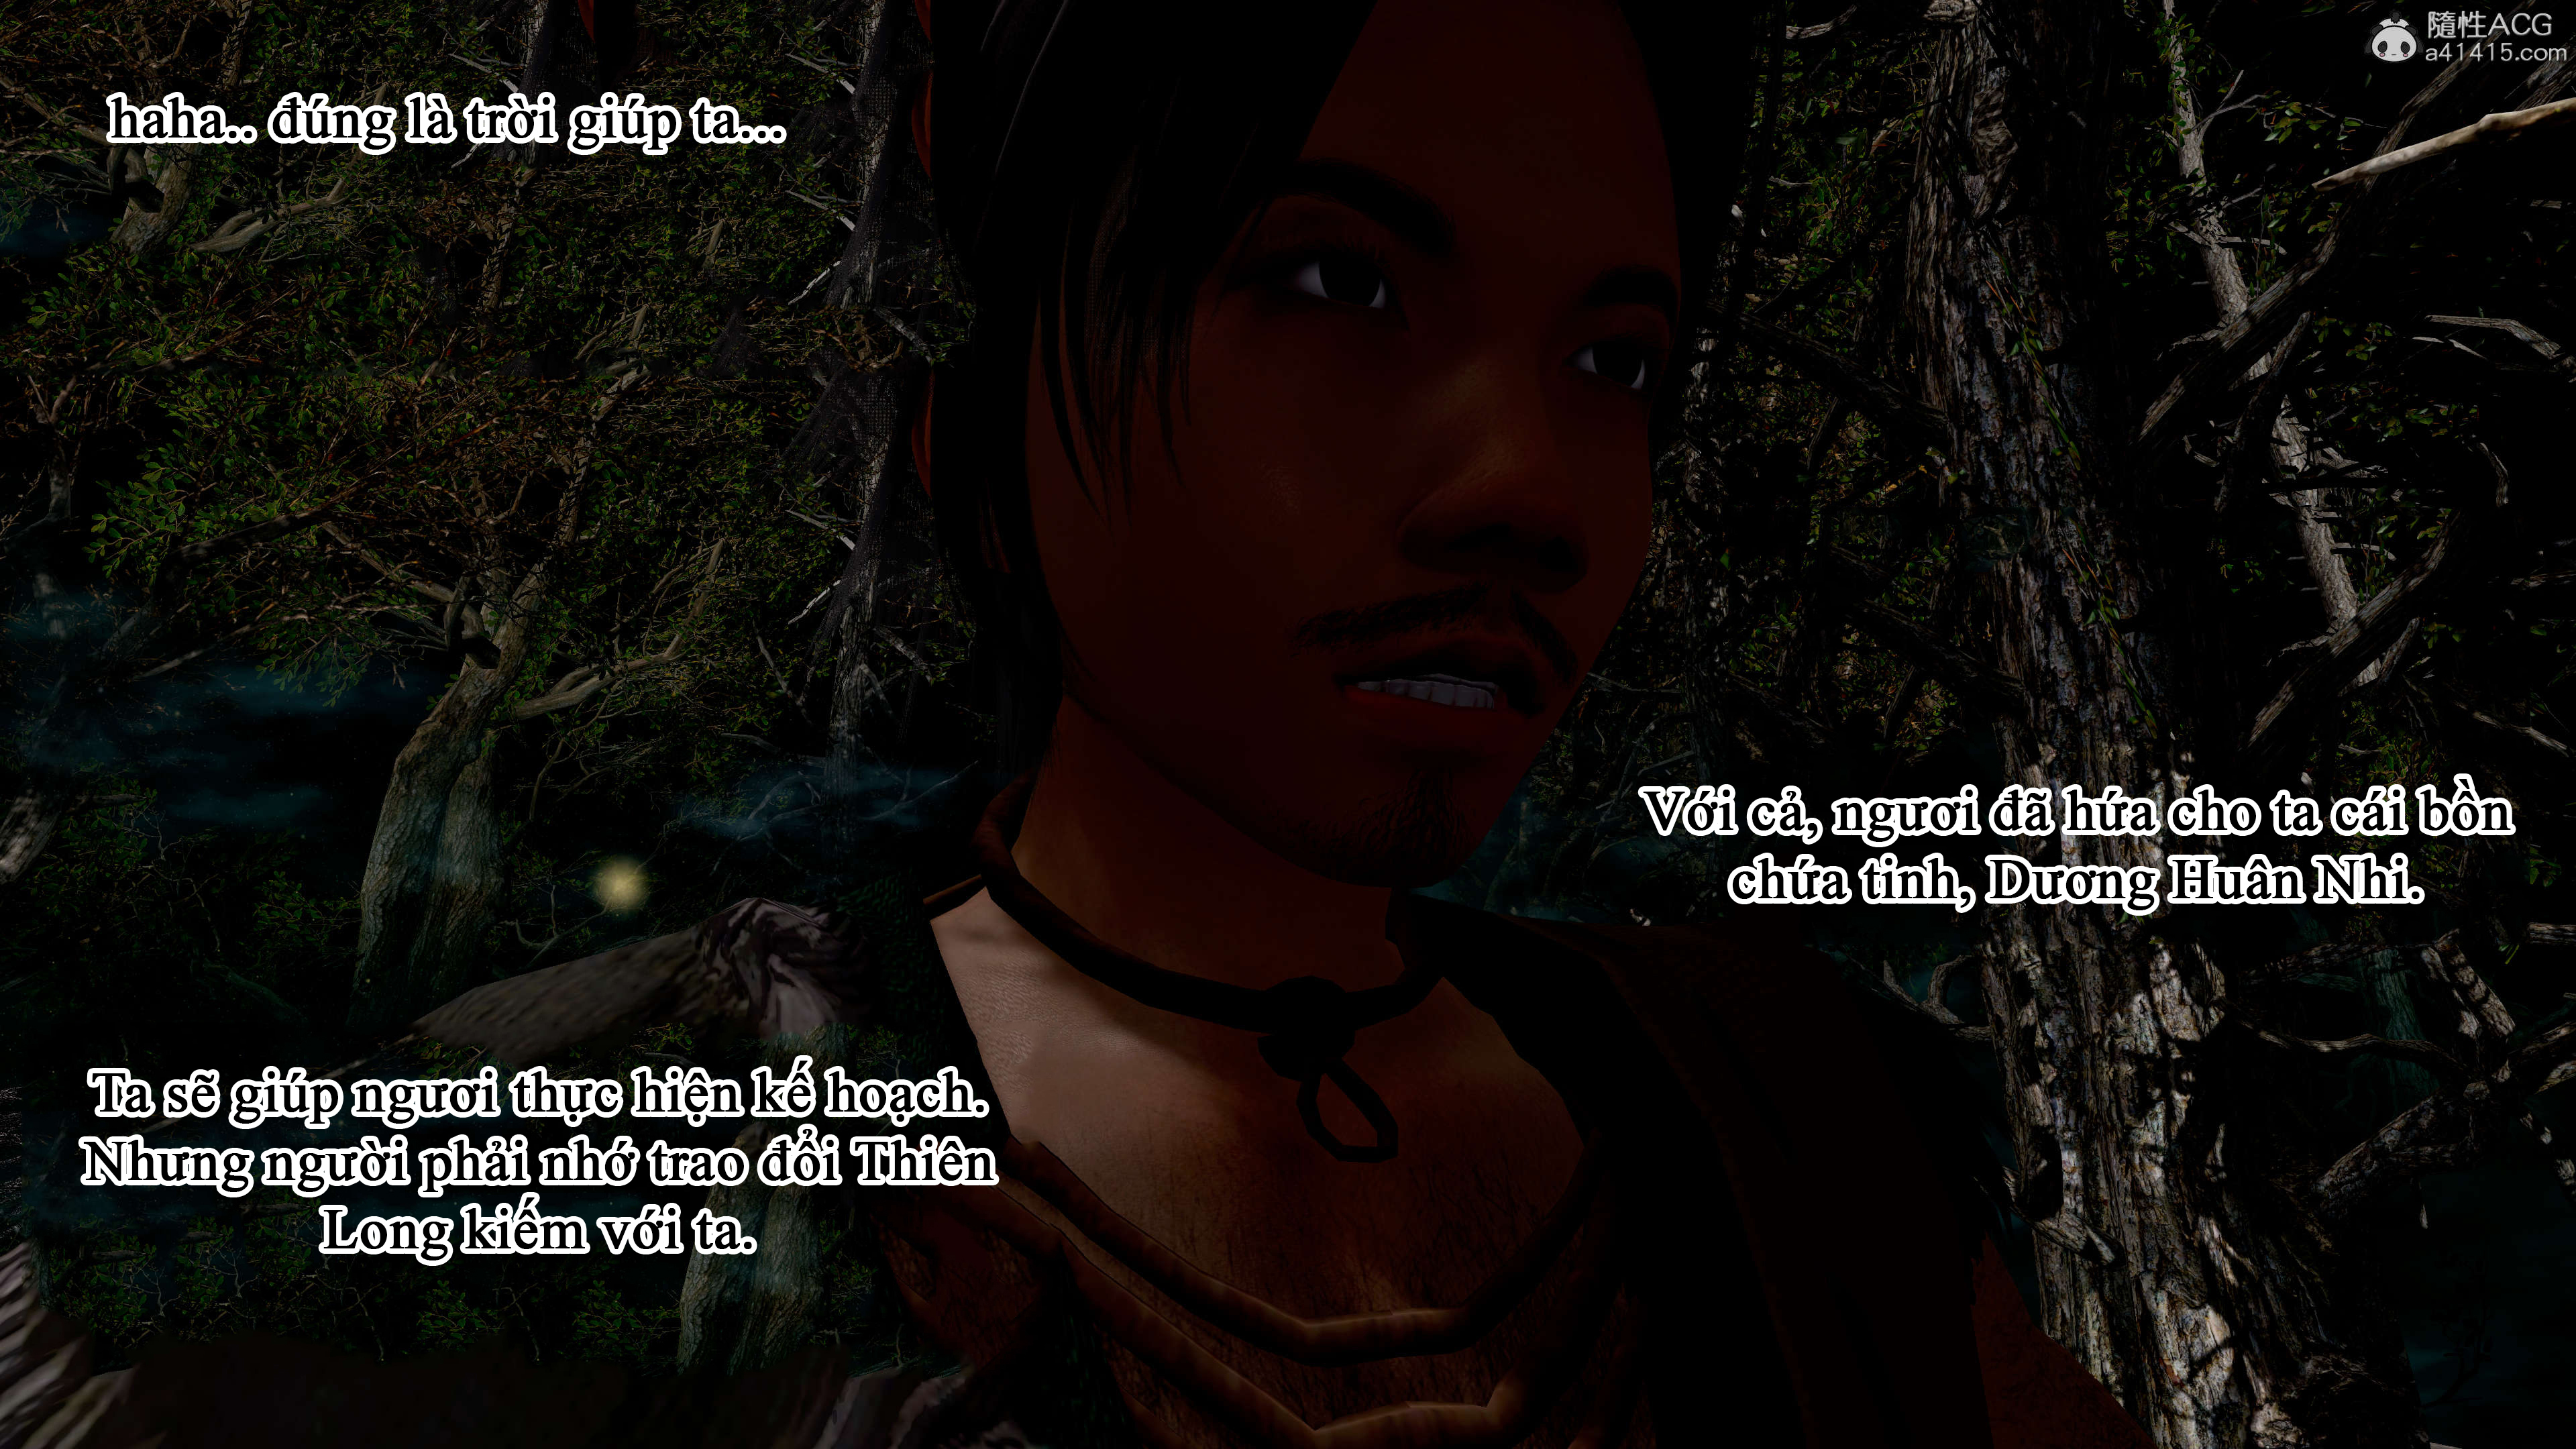 隨性ACG
a41415.com
haha.. đúng là trời giúp ta...
Với cả, ngươi đã hứa cho ta cái bồn
chứa tinh, Dương Huân Nhi.
Ta sẽ giúp ngươi thực hiện kế hoạch.
Nhưng người phải nhớ trao đổi Thiên
Long kiếm với ta.